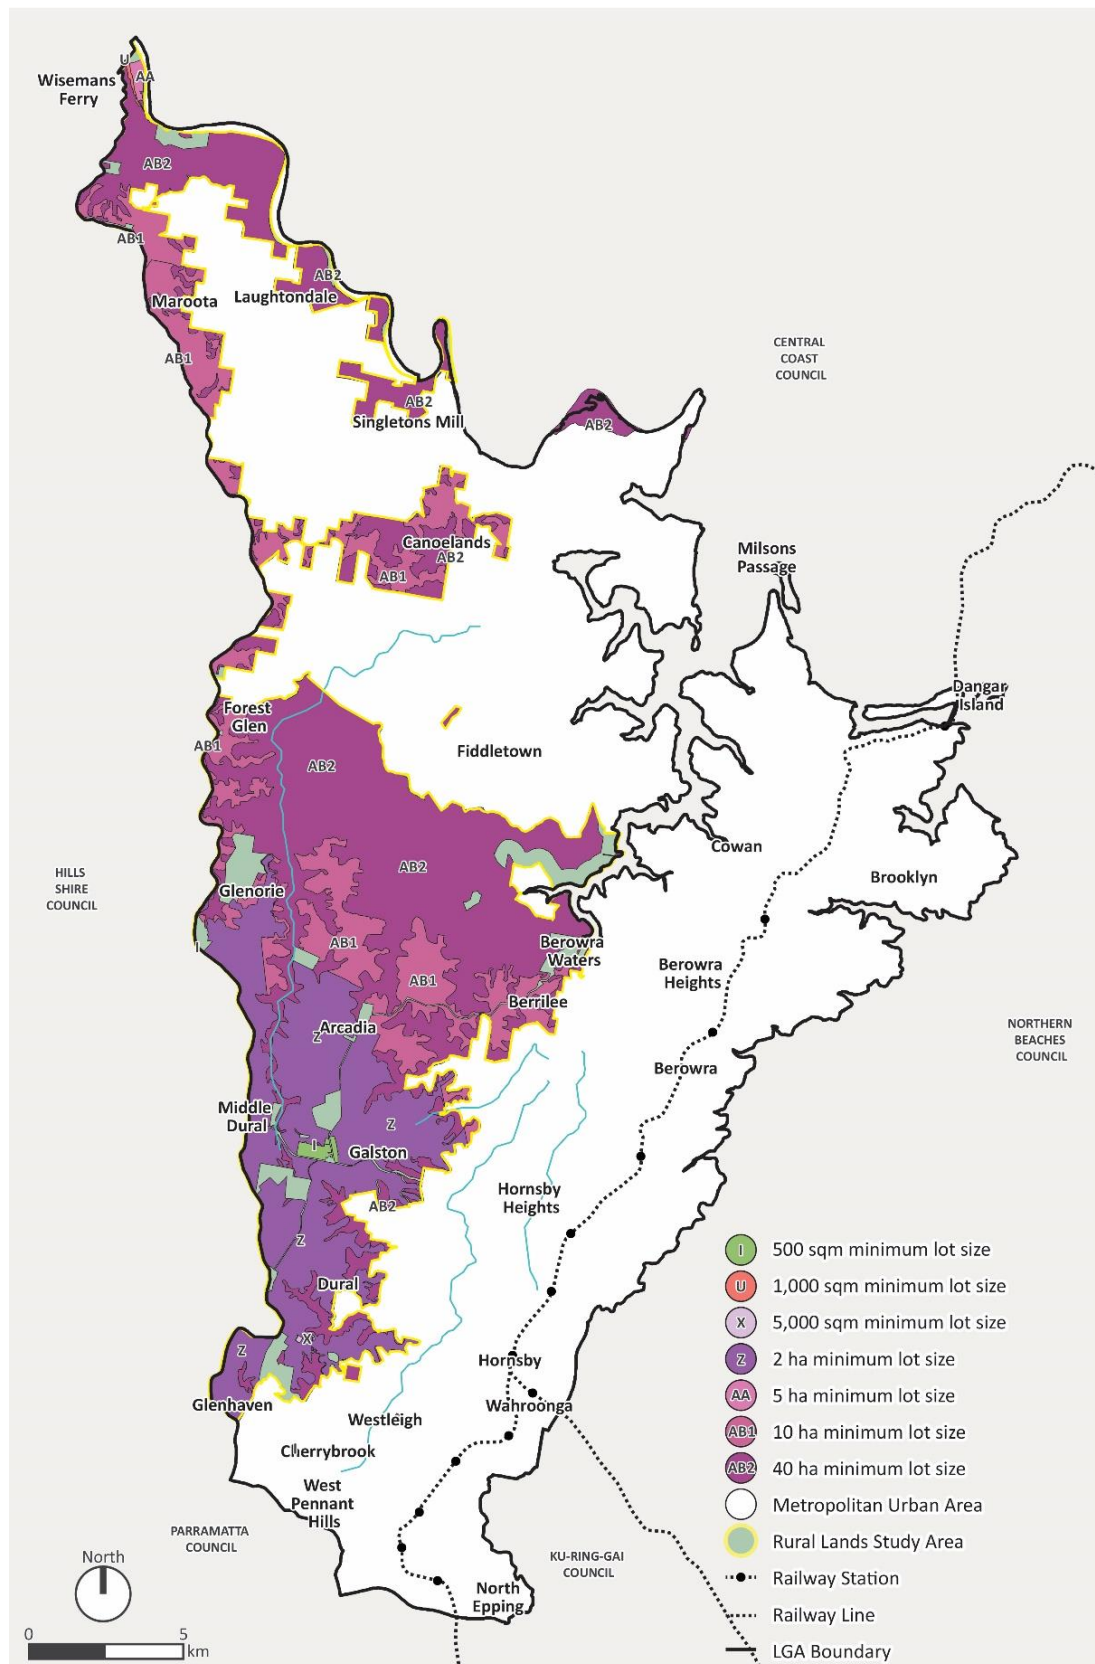 U
AA
Wisemans
Ferry
AB2
AB1
AB2
Maroota
Laughtondale
AB1
CENTRAL
COAST
COUNCIL
AB2
Singletons Mill
AB2
Canoelands
AB2
AB1
Milsons
Passage
Dangar
Island
Forest
Glen
AB1
AB2
Fiddletown
Cowan
AB2
Brooklyn
HILLS
SHIRE
COUNCIL
Glenorie
I
AB1
Berowra
Waters
AB1
Berowra
Heights
Berrilee
Arcadia
Z
NORTHERN
BEACHES
COUNCIL
Berowra
Middle
Dural
Z
I
Galston
Hornsby
Heights
AB2
Z
Dural
X
Z
Hornsby
Glenhaven
Wahroonga
Westleigh
Cherrybrook
West
Pennant
Hills
PARRAMATTA
COUNCIL
KU-RING-GAI
COUNCIL
North
Epping
I 500 sqm minimum lot size
U 1,000 sqm minimum lot size
X 5,000 sqm minimum lot size
Z 2 ha minimum lot size
AA 5 ha minimum lot size
AB1 10 ha minimum lot size
AB2 40 ha minimum lot size
Metropolitan Urban Area
Rural Lands Study Area
Railway Station
Railway Line
LGA Boundary
North
0 5
km